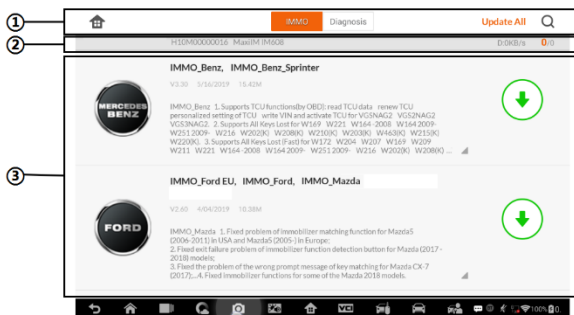 ①
IMMO
Diagnosis
Update All
②
H10M00000016 MaxiIM IM608
D:0KB/s
0/0
③
MERCEDES
BENZ
IMMO_Benz, IMMO_Benz_Sprinter
V3.30 5/16/2019 18.42M
IMMO_Benz 1. Supports TCU functions(by OBD): read TCU data renew TCU
personalized setting of TCU write VIN and activate TCU for VGSNAG2 VGS2NAG2
VGS3NAG2. 2. Supports All Keys Lost for W169 W221 W164-2008 W164 2009-
W251 2009- W216 W202(K) W208(K) W210(K) W203(K) W463(K) W215(K)
W220(K). 3. Supports All Keys Lost (Fast) for W172 W204 W207 W169 W209
W211 W221 W164-2008 W164 2009- W251 2009- W216 W202(K) W208(K) ...
FORD
IMMO_Ford EU, IMMO_Ford, IMMO_Mazda
V2.60 4/04/2019 10.38M
IMMO_Mazda 1. Fixed problem of immobilizer matching function for Mazda5
(2006-2011) in USA and Mazda5 (2005-) in Europe;
2. Fixed exit failure problem of immobilizer function detection button for Mazda (2017-
2018) models;
3. Fixed the problem of the wrong prompt message of key matching for Mazda CX-7
(2017);...4. Fixed Immobilizer functions for some of the Mazda 2018 models.
VCI
100%